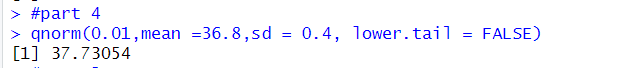 > #part 4
> qnorm(0.01,mean =36.8,sd = 0.4, lower.tail = FALSE)
[1] 37.73054